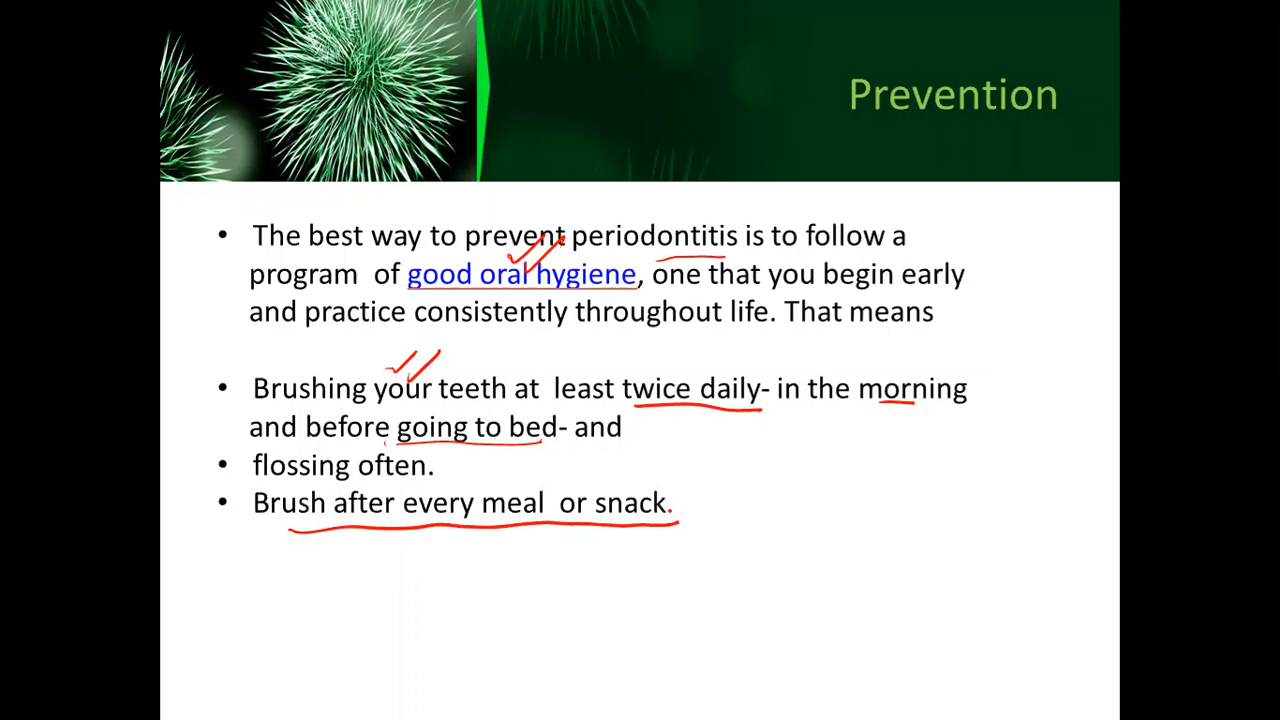 Prevention
• The best way to prevent periodontitis is to follow a
program of good oral hygiene, one that you begin early
and practice consistently throughout life. That means
• Brushing your teeth at least twice daily- in the morning
and before going to bed- and
• flossing often.
• Brush after every meal or snack.